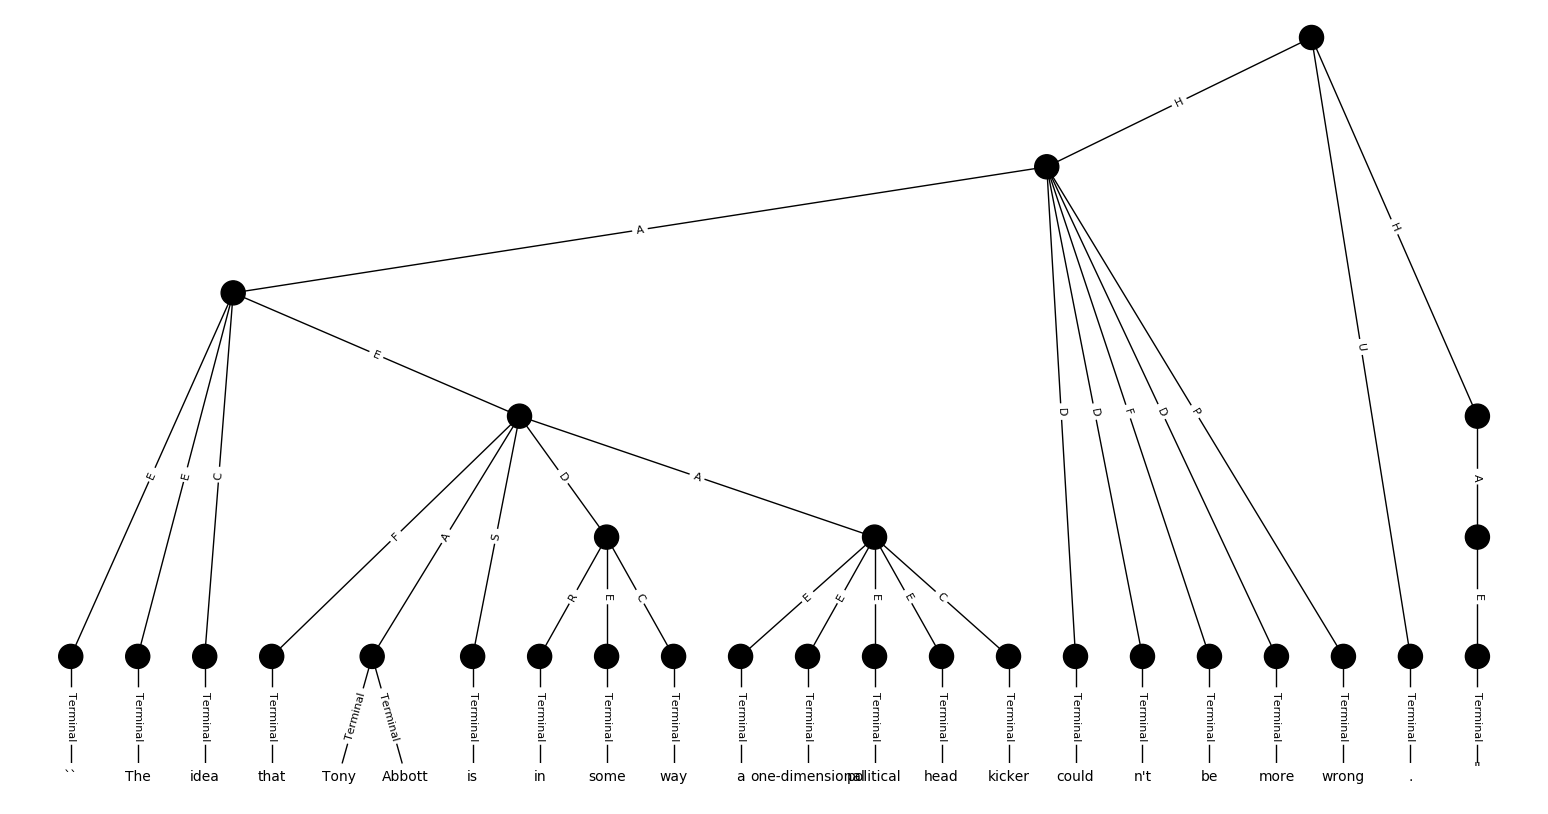 H
A
H
E
U
E
E
C
D
A
D
D
F
D
P
A
F
A
S
R
E
C
E
E
E
E
C
E
Terminal Terminal Terminal Terminal Terminal Terminal Terminal Terminal Terminal Terminal Terminal Terminal Terminal Terminal Terminal Terminal Terminal Terminal Terminal Terminal Terminal Terminal
`` The idea that Tony Abbott is in some way a one-dimensional political head kicker could n't be more wrong . "